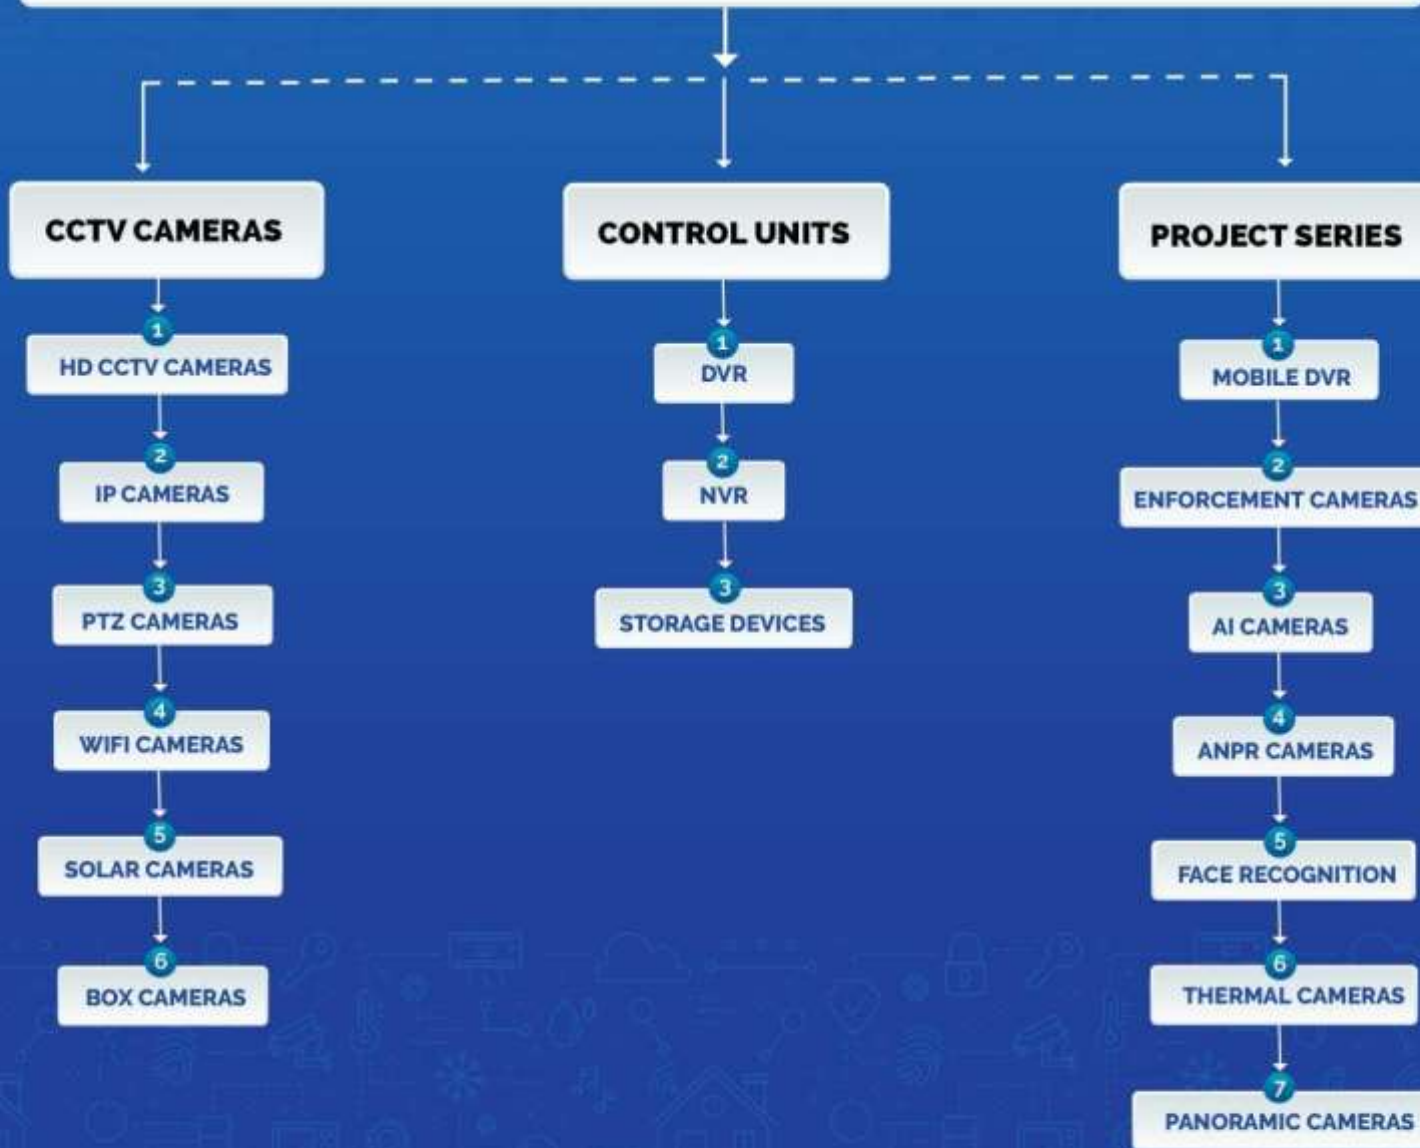 CCTV CAMERAS
1
HD CCTV CAMERAS
2
IP CAMERAS
3
PTZ CAMERAS
4
WIFI CAMERAS
5
SOLAR CAMERAS
6
BOX CAMERAS
CONTROL UNITS
1
DVR
2
NVR
3
STORAGE DEVICES
PROJECT SERIES
1
MOBILE DVR
2
ENFORCEMENT CAMERAS
3
AI CAMERAS
4
ANPR CAMERAS
5
FACE RECOGNITION
6
THERMAL CAMERAS
7
PANORAMIC CAMERAS